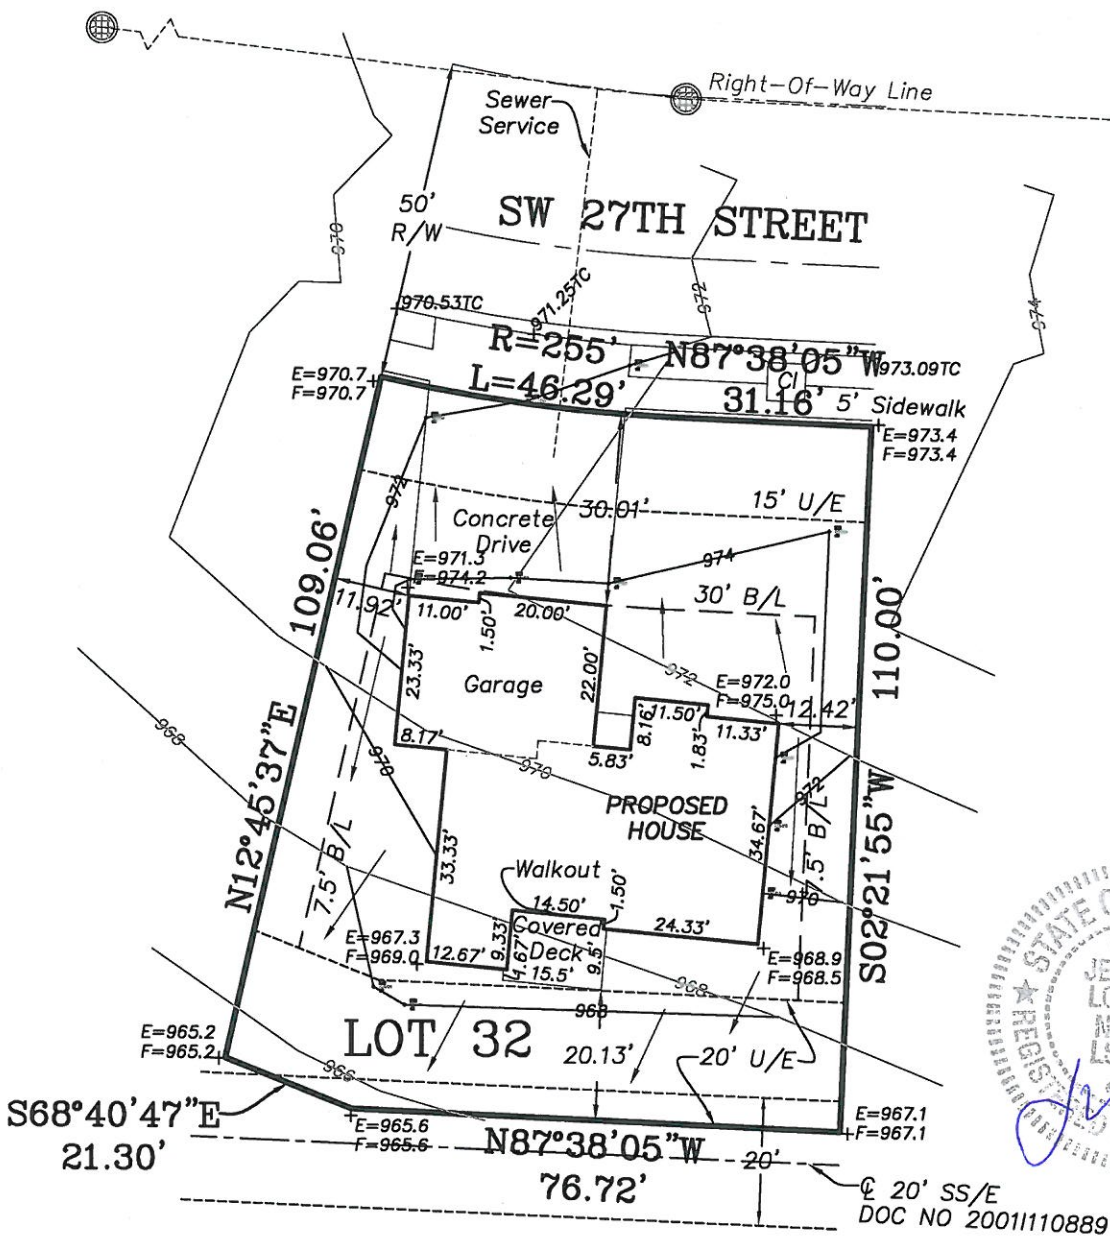 Right-Of-Way Line
Sewer
Service
50'
R/W
SW 27TH STREET
970
972
974
970.53TC
971.25TC
R=255'
L=46.29'
N87°38'05"W
31.16'
973.09TC
CI
5' Sidewalk
E=970.7
F=970.7
E=973.4
F=973.4
972
15' U/E
30.01'
Concrete
Drive
974
E=971.3
F=974.2
30' B/L
109.06'
11.92'
11.00'
1.50'
20.00'
110.00'
972
E=972.0
F=975.0
12.42'
23.33'
Garage
22.00'
8.16'
11.50'
1.83'
11.33'
968
8.17'
5.83'
970
970
972
PROPOSED
HOUSE
34.67'
7.5' B/L
N12°45'37"E
7.5' B/L
33.33'
Walkout
14.50'
1.50'
970
S02°21'55"W
Covered
Deck
24.33'
E=967.3
F=969.0
12.67'
9.33'
15.5'
9.5'
E=968.9
F=968.5
968
968
LOT 32
E=965.2
F=965.2
20.13'
20' U/E
966
S68°40'47"E
21.30'
E=965.6
F=965.6
N87°38'05"W
76.72'
20'
E=967.1
F=967.1
℄ 20' SS/E
DOC NO 20011110889
STATE